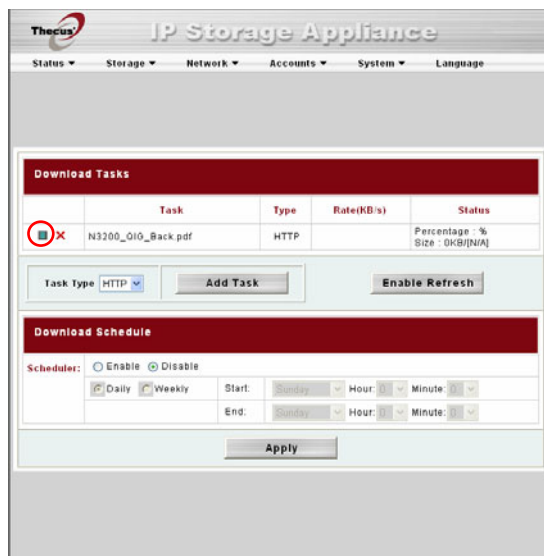 Thecus
IP Storage Appliance
Status Storage Network Accounts System Language
Download Tasks
Task Type Rate(KB/s) Status
N3200_QIG_Back.pdf HTTP Percentage : %
Size : 0KB/[N/A]
Task Type HTTP Add Task Enable Refresh
Download Schedule
Scheduler: Enable Disable
Daily Weekly Start: Sunday Hour: 0 Minute: 0
End: Sunday Hour: 0 Minute: 0
Apply